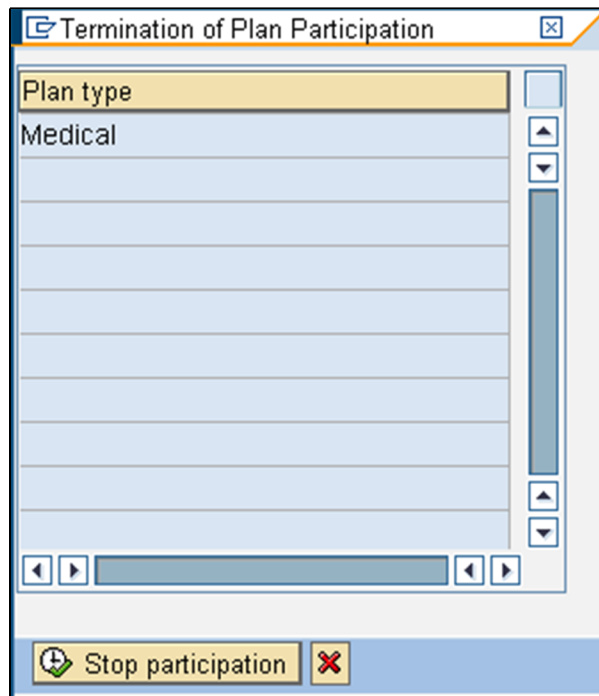 Termination of Plan Participation
Plan type
Medical
Stop participation